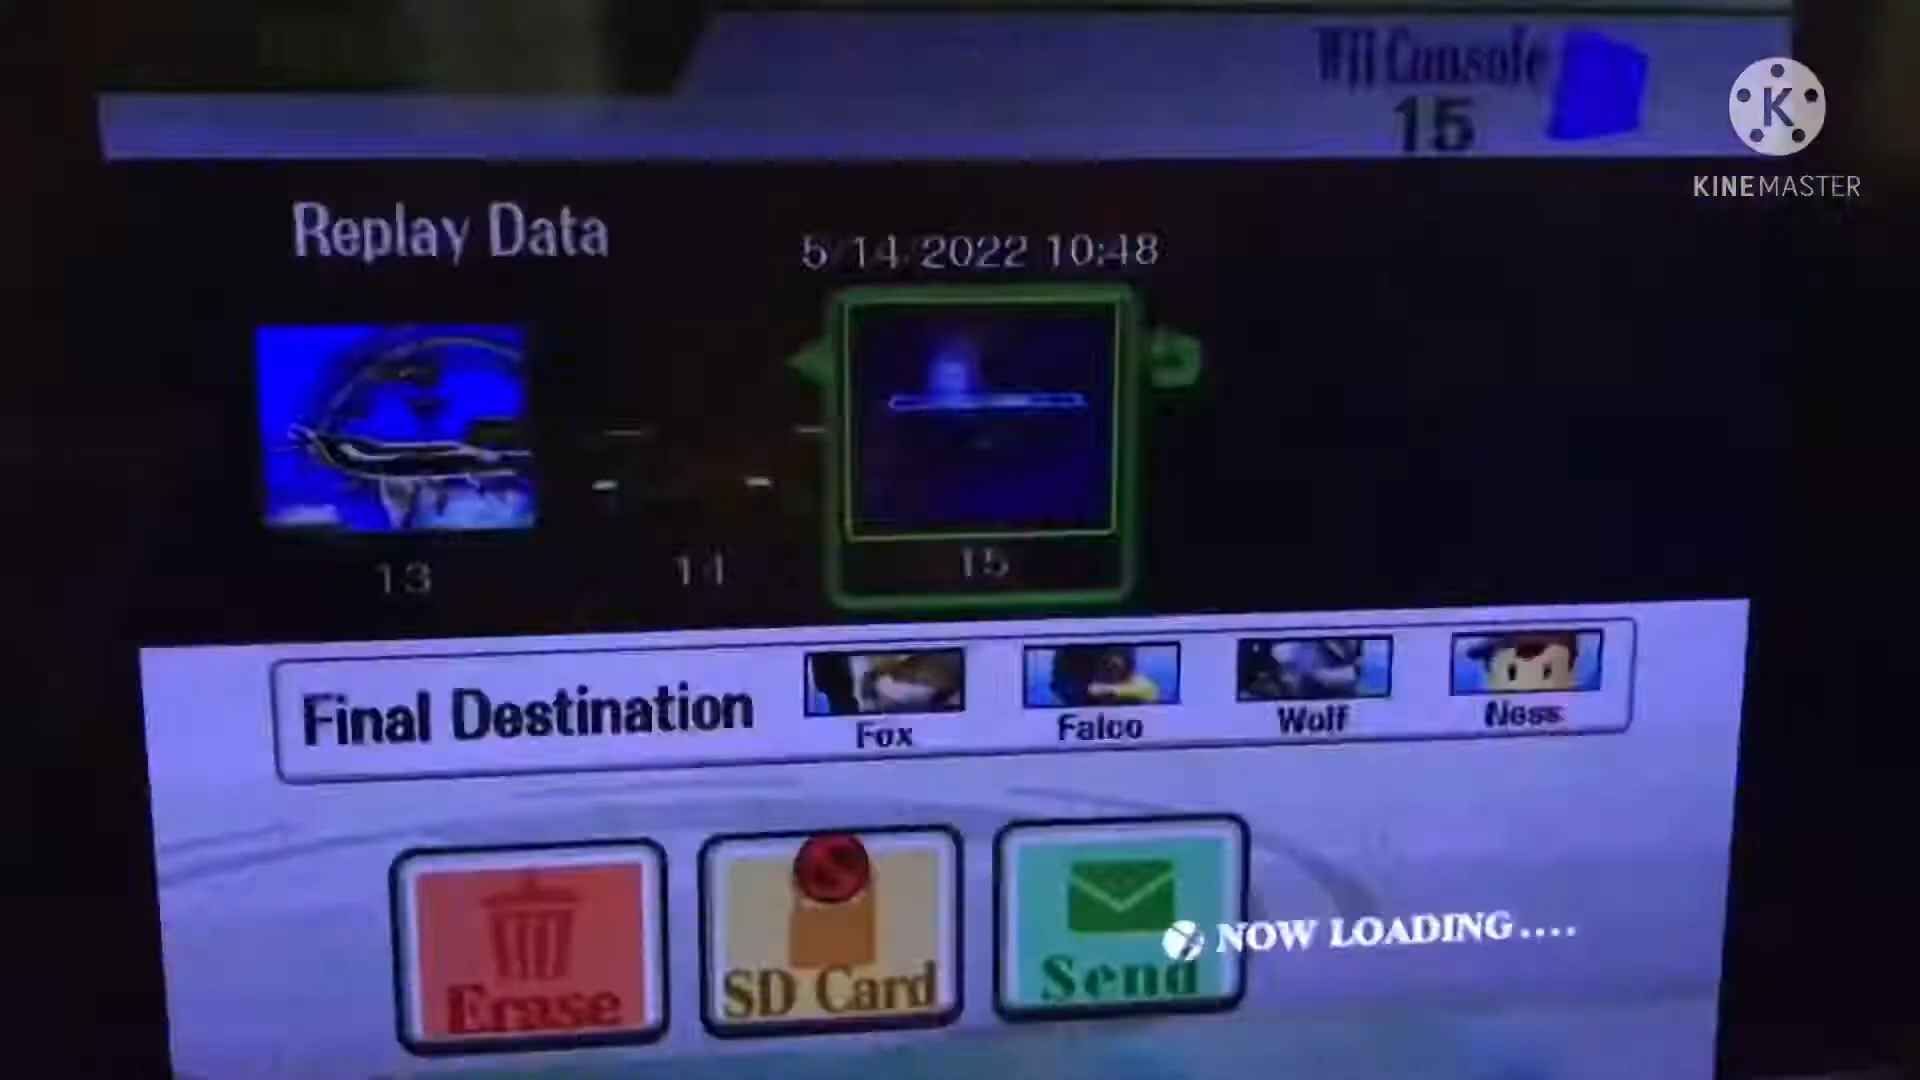 Wii Console
15
K
KINEMASTER
Replay Data
5/14/2022 10:48
13
14
15
Final Destination
Fox
Falco
Wolf
Ness
Erase
SD Card
Send
NOW LOADING....